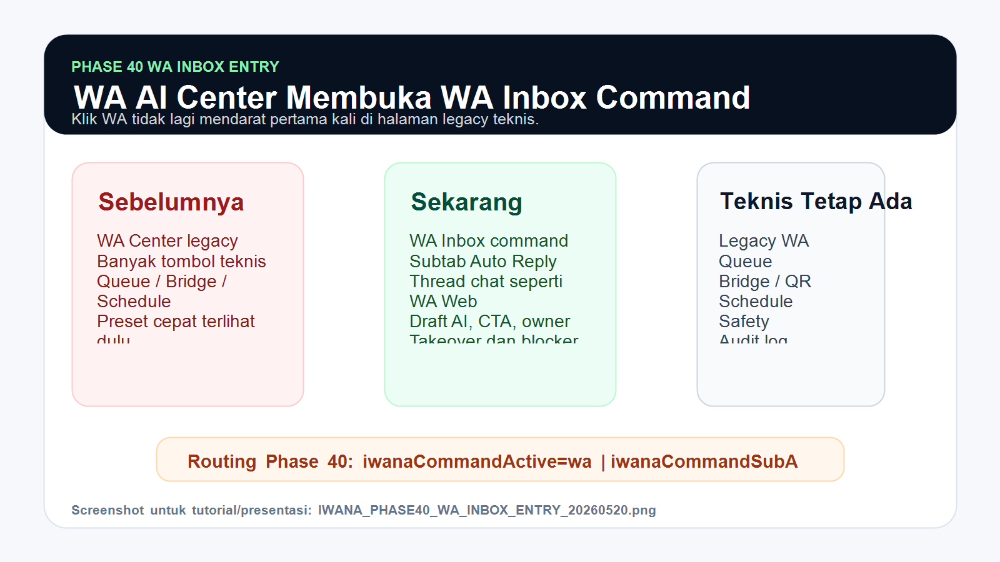 PHASE 40 WA INBOX ENTRY
WA AI Center Membuka WA Inbox Command
Klik WA tidak lagi mendarat pertama kali di halaman legacy teknis.
Sebelumnya
WA Center legacy
Banyak tombol teknis
Queue / Bridge /
Schedule
Preset cepat terlihat
dulu
Sekarang
WA Inbox command
Subtab Auto Reply
Thread chat seperti
WA Web
Draft AI, CTA, owner
Takeover dan blocker
Teknis Tetap Ada
Legacy WA
Queue
Bridge / QR
Schedule
Safety
Audit log
Routing Phase 40: iwanaCommandActive=wa | iwanaCommandSubA
Screenshot untuk tutorial/presentasi: IWANA_PHASE40_WA_INBOX_ENTRY_20260520.png